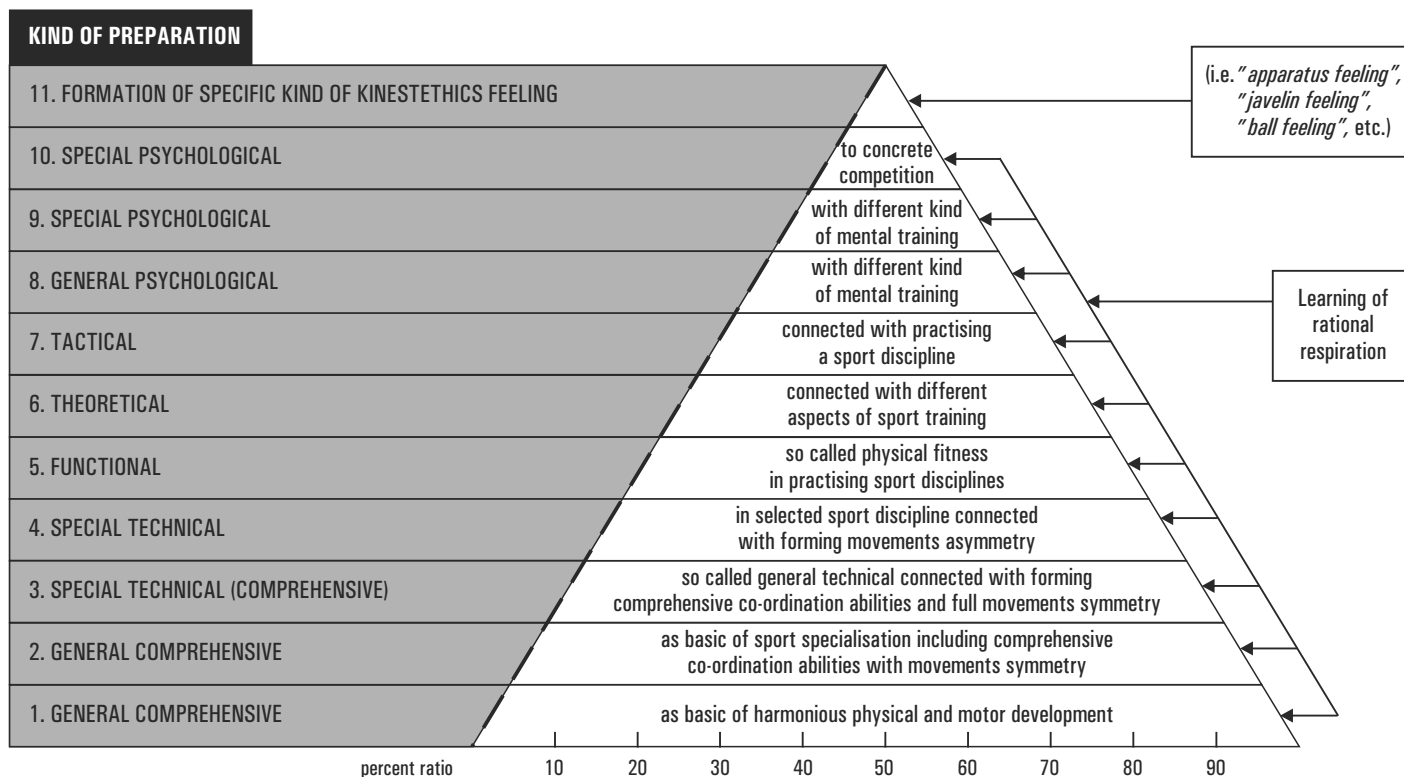 KIND OF PREPARATION
11. FORMATION OF SPECIFIC KIND OF KINESTETHICS FEELING
(i.e. "apparatus feeling",
"javelin feeling",
"ball feeling", etc.)
10. SPECIAL PSYCHOLOGICAL
to concrete
competition
9. SPECIAL PSYCHOLOGICAL
with different kind
of mental training
8. GENERAL PSYCHOLOGICAL
with different kind
of mental training
Learning of
rational
respiration
7. TACTICAL
connected with practising
a sport discipline
6. THEORETICAL
connected with different
aspects of sport training
5. FUNCTIONAL
so called physical fitness
in practising sport disciplines
4. SPECIAL TECHNICAL
in selected sport discipline connected
with forming movements asymmetry
3. SPECIAL TECHNICAL (COMPREHENSIVE)
so called general technical connected with forming
comprehensive co-ordination abilities and full movements symmetry
2. GENERAL COMPREHENSIVE
as basic of sport specialisation including comprehensive
co-ordination abilities with movements symmetry
1. GENERAL COMPREHENSIVE
as basic of harmonious physical and motor development
percent ratio 10 20 30 40 50 60 70 80 90